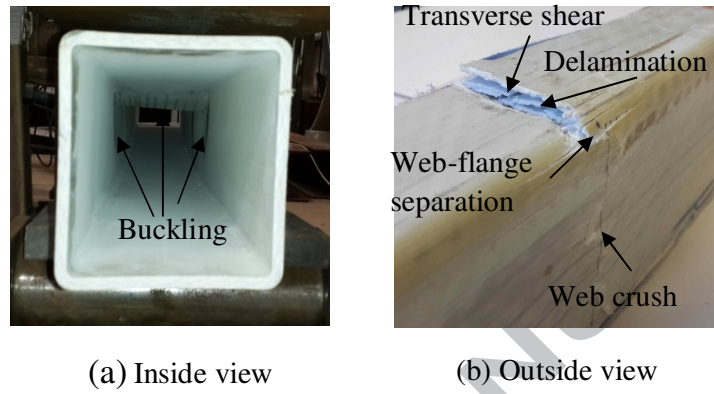 Transverse shear
Delamination
Web-flange
separation
Buckling
Web crush
(a) Inside view
(b) Outside view